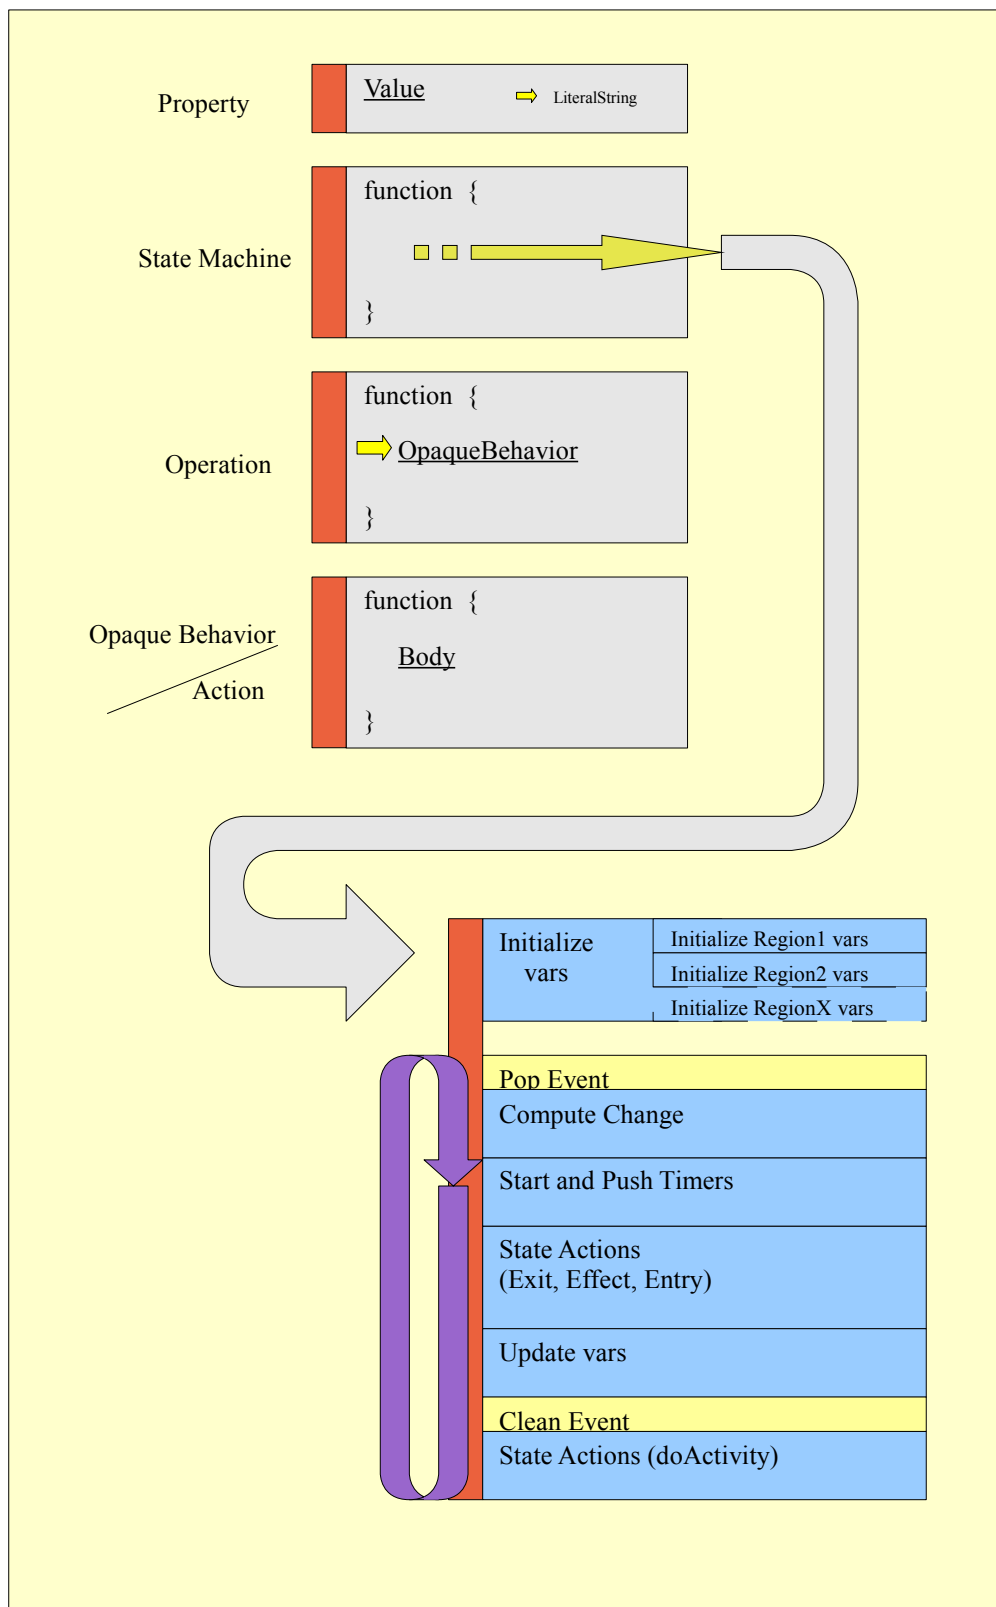 Property
Value
LiteralString
State Machine
function {
}
Operation
function {
OpaqueBehavior
}
Opaque Behavior
Action
function {
Body
}
Initialize
vars
Initialize Region1 vars
Initialize Region2 vars
Initialize RegionX vars
Pop Event
Compute Change
Start and Push Timers
State Actions
(Exit, Effect, Entry)
Update vars
Clean Event
State Actions (doActivity)